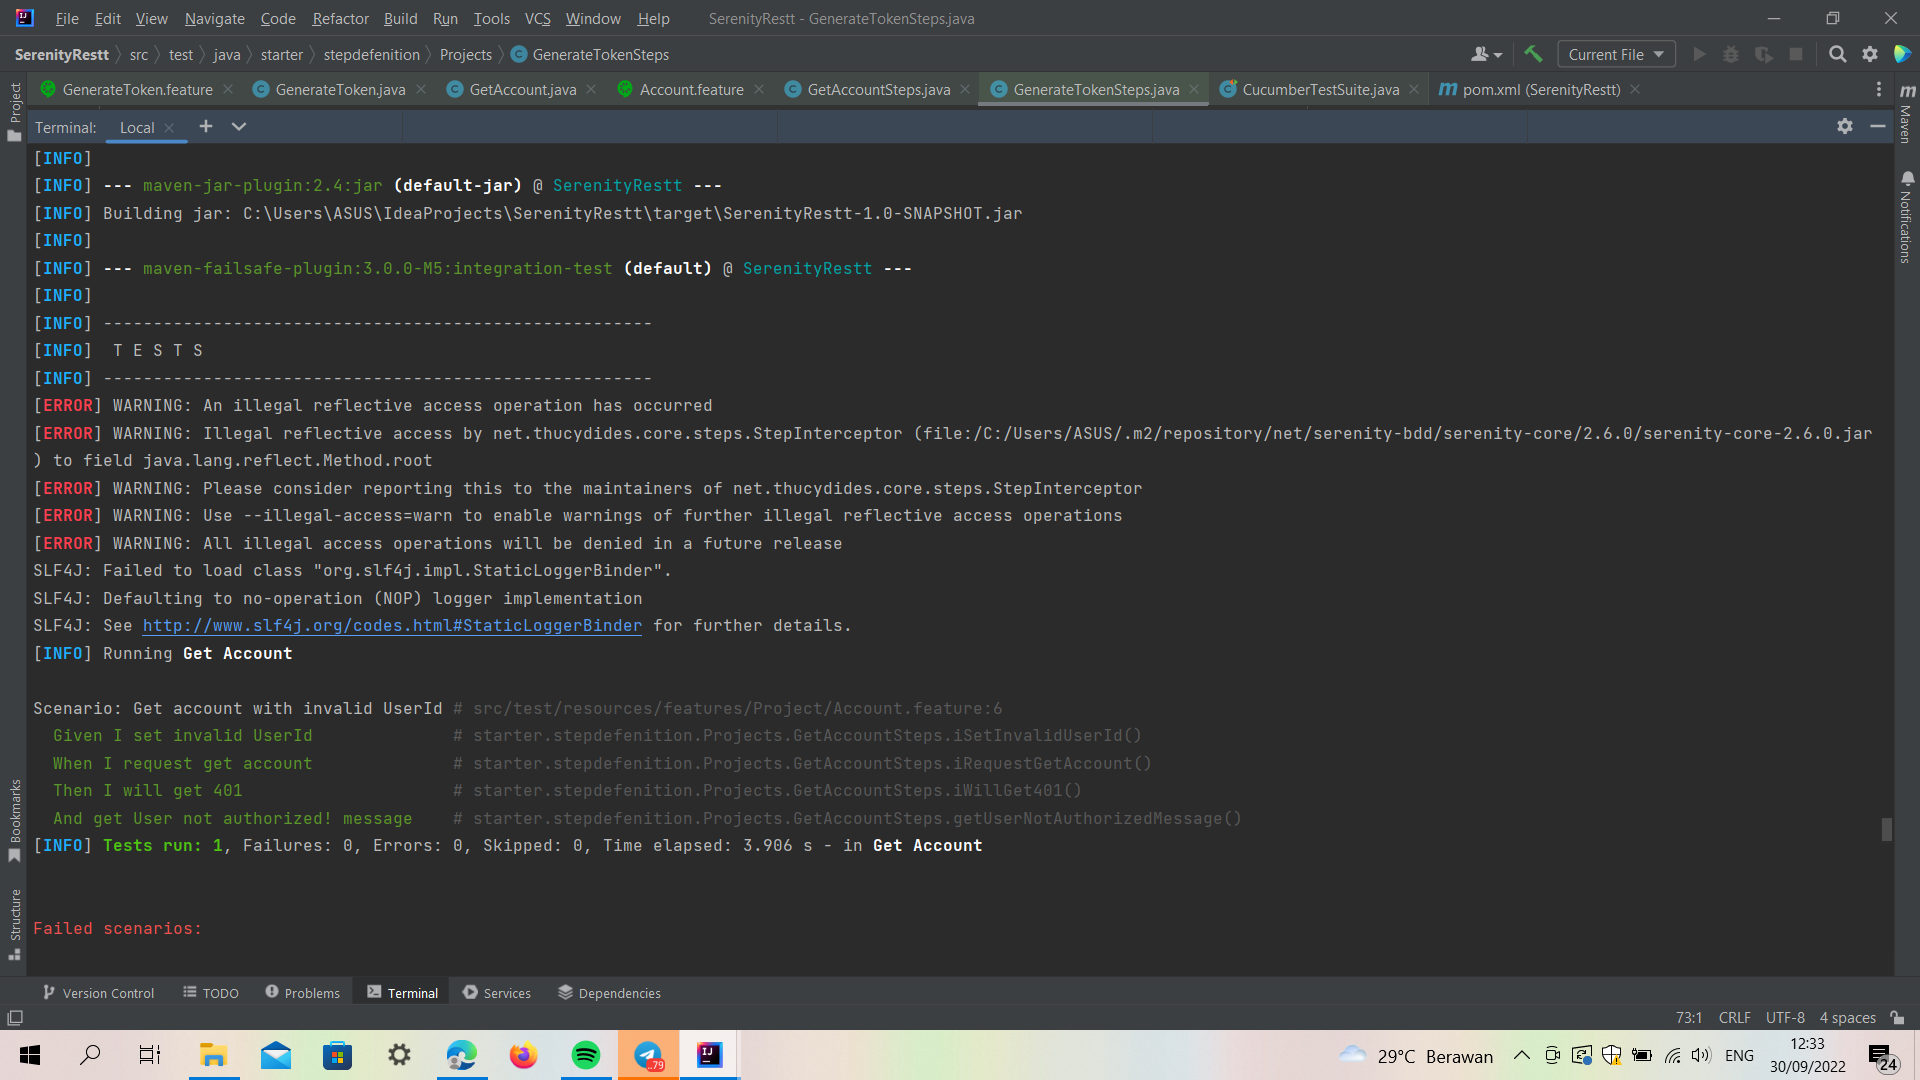 File Edit View Navigate Code Refactor Build Run Tools VCS Window Help SerenityRestt - GenerateTokenSteps.java
SerenityRestt src test java starter stepdefenition Projects GenerateTokenSteps Current File
GenerateToken.feature GenerateToken.java GetAccount.java Account.feature GetAccountSteps.java GenerateTokenSteps.java CucumberTestSuite.java pom.xml (SerenityRestt)
Terminal: Local
[INFO]
[INFO] --- maven-jar-plugin:2.4:jar (default-jar) @ SerenityRestt ---
[INFO] Building jar: C:\Users\ASUS\IdeaProjects\SerenityRestt\target\SerenityRestt-1.0-SNAPSHOT.jar
[INFO]
[INFO] --- maven-failsafe-plugin:3.0.0-M5:integration-test (default) @ SerenityRestt ---
[INFO]
[INFO] -------------------------------------------------------
[INFO]  T E S T S
[INFO] -------------------------------------------------------
[ERROR] WARNING: An illegal reflective access operation has occurred
[ERROR] WARNING: Illegal reflective access by net.thucydides.core.steps.StepInterceptor (file:/C:/Users/ASUS/.m2/repository/net/serenity-bdd/serenity-core/2.6.0/serenity-core-2.6.0.jar
) to field java.lang.reflect.Method.root
[ERROR] WARNING: Please consider reporting this to the maintainers of net.thucydides.core.steps.StepInterceptor
[ERROR] WARNING: Use --illegal-access=warn to enable warnings of further illegal reflective access operations
[ERROR] WARNING: All illegal access operations will be denied in a future release
SLF4J: Failed to load class "org.slf4j.impl.StaticLoggerBinder".
SLF4J: Defaulting to no-operation (NOP) logger implementation
SLF4J: See http://www.slf4j.org/codes.html#StaticLoggerBinder for further details.
[INFO] Running Get Account
Scenario: Get account with invalid UserId # src/test/resources/features/Project/Account.feature:6
Given I set invalid UserId # starter.stepdefenition.Projects.GetAccountSteps.iSetInvalidUserId()
When I request get account # starter.stepdefenition.Projects.GetAccountSteps.iRequestGetAccount()
Then I will get 401 # starter.stepdefenition.Projects.GetAccountSteps.iWillGet401()
And get User not authorized! message # starter.stepdefenition.Projects.GetAccountSteps.getUserNotAuthorizedMessage()
[INFO] Tests run: 1, Failures: 0, Errors: 0, Skipped: 0, Time elapsed: 3.906 s - in Get Account
Failed scenarios:
Project
Bookmarks
Structure
Maven
Notifications
Version Control TODO Problems Terminal Services Dependencies
73:1 CRLF UTF-8 4 spaces
..79
29°C Berawan ENG 12:33
30/09/2022
24